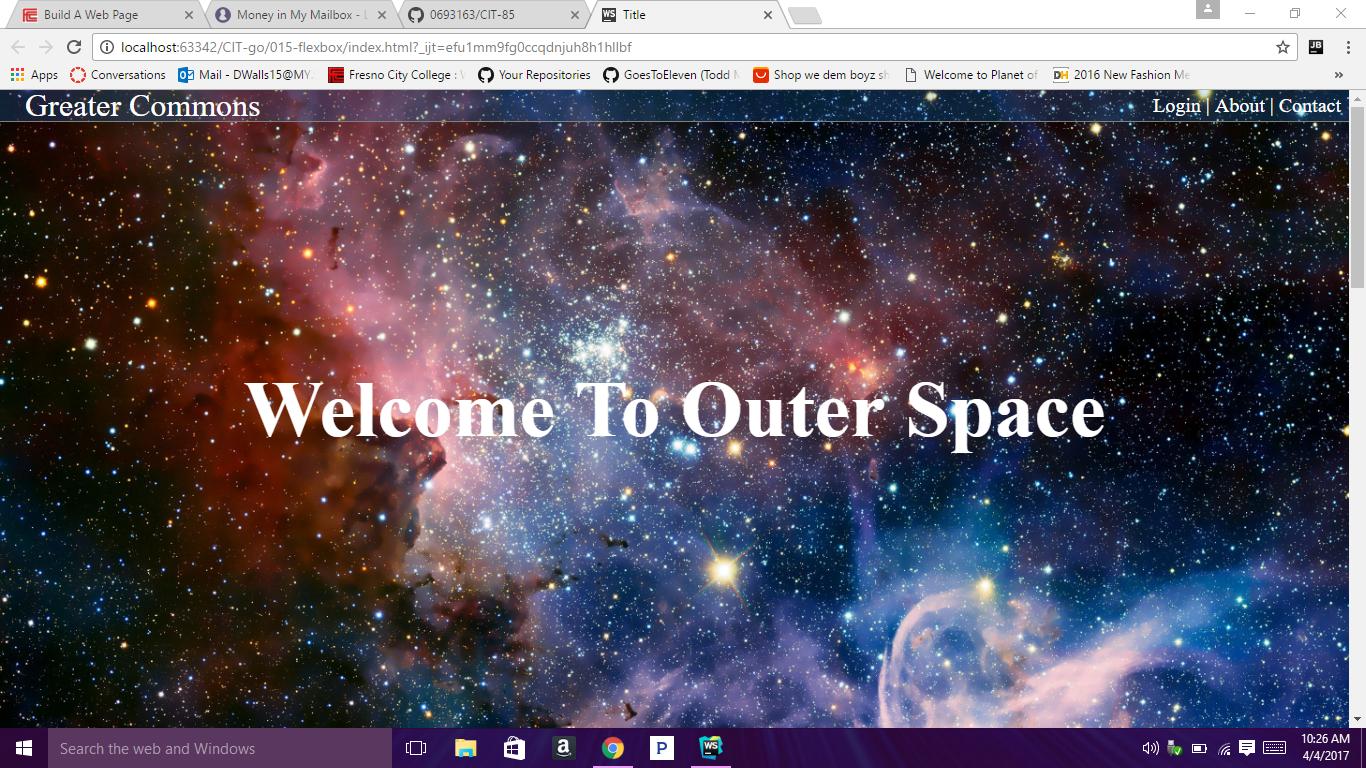 Build A Web Page
Money in My Mailbox - L
0693163/CIT-85
WS Title
localhost:63342/CIT-go/015-flexbox/index.html?_ijt=efu1mm9fg0ccqdnjuh8h1hllbf
JB
Apps
Conversations
Mail - DWalls15@MY.
Fresno City College : W
Your Repositories
GoesToEleven (Todd M
Shop we dem boyz sh
Welcome to Planet of
DH 2016 New Fashion Me
»
Greater Commons
Login | About | Contact
Welcome To Outer Space
Search the web and Windows
a
P
WS
10:26 AM
4/4/2017